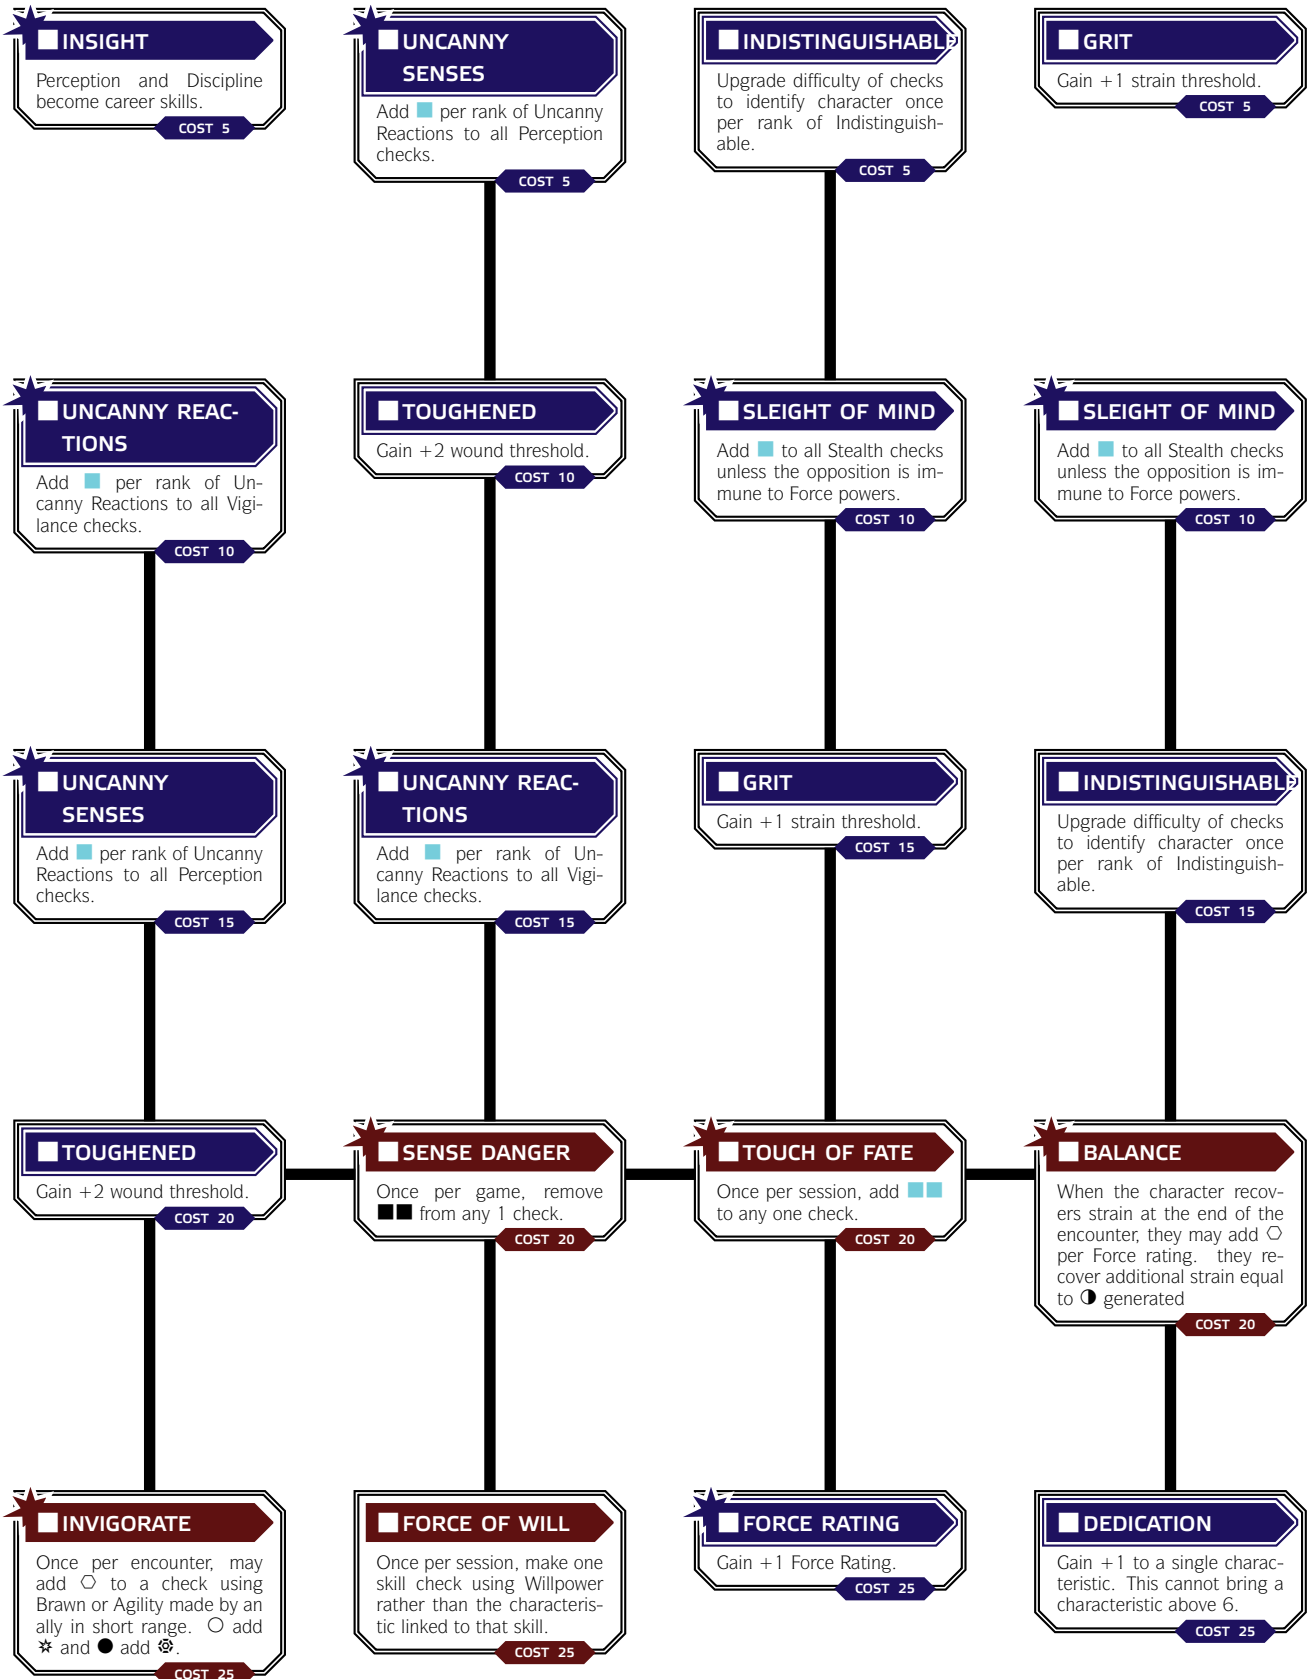 INSIGHT
Perception and Discipline
become career skills.
COST 5
UNCANNY
SENSES
Add ■ per rank of Uncanny
Reactions to all Perception
checks.
COST 5
INDISTINGUISHABLE
Upgrade difficulty of checks
to identify character once
per rank of Indistinguish-
able.
COST 5
GRIT
Gain +1 strain threshold.
COST 5
UNCANNY REAC-
TIONS
Add ■ per rank of Un-
canny Reactions to all Vigi-
lance checks.
COST 10
TOUGHENED
Gain +2 wound threshold.
COST 10
SLEIGHT OF MIND
Add ■ to all Stealth checks
unless the opposition is im-
mune to Force powers.
COST 10
SLEIGHT OF MIND
Add ■ to all Stealth checks
unless the opposition is im-
mune to Force powers.
COST 10
UNCANNY
SENSES
Add ■ per rank of Uncanny
Reactions to all Perception
checks.
COST 15
UNCANNY REAC-
TIONS
Add ■ per rank of Un-
canny Reactions to all Vigi-
lance checks.
COST 15
GRIT
Gain +1 strain threshold.
COST 15
INDISTINGUISHABLE
Upgrade difficulty of checks
to identify character once
per rank of Indistinguish-
able.
COST 15
TOUGHENED
Gain +2 wound threshold.
COST 20
SENSE DANGER
Once per game, remove
■■ from any 1 check.
COST 20
TOUCH OF FATE
Once per session, add ■■
to any one check.
COST 20
BALANCE
When the character recov-
ers strain at the end of the
encounter, they may add ⬡
per Force rating. they re-
cover additional strain equal
to ◑ generated
COST 20
INVIGORATE
Once per encounter, may
add ⬡ to a check using
Brawn or Agility made by an
ally in short range. ○ add
✡ and ● add ⊛.
COST 25
FORCE OF WILL
Once per session, make one
skill check using Willpower
rather than the characteris-
tic linked to that skill.
COST 25
FORCE RATING
Gain +1 Force Rating.
COST 25
DEDICATION
Gain +1 to a single charac-
teristic. This cannot bring a
characteristic above 6.
COST 25